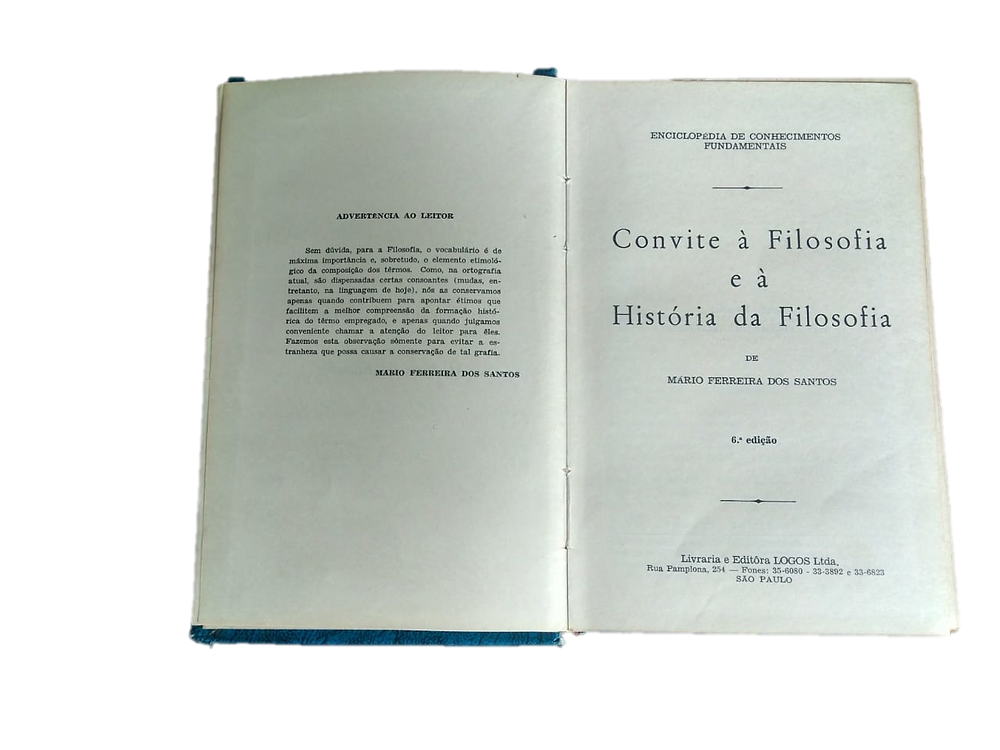 ADVERTÊNCIA AO LEITOR
Sem dúvida, para a Filosofia, o vocabulário é de
máxima importância e, sobretudo, o elemento etimoló-
gico da composição dos têrmos. Como, na ortografia
atual, são dispensadas certas consoantes (mudas, en-
tretanto, na linguagem de hoje), nós as conservamos
apenas quando contribuem para apontar étimos que
facilitem a melhor compreensão da formação histó-
rica do têrmo empregado, e apenas quando julgamos
conveniente chamar a atenção do leitor para êles.
Fazemos esta observação sòmente para evitar a es-
tranheza que possa causar a conservação de tal grafia.
MÁRIO FERREIRA DOS SANTOS
ENCICLOPÉDIA DE CONHECIMENTOS
FUNDAMENTAIS
Convite à Filosofia
e à
História da Filosofia
DE
MÁRIO FERREIRA DOS SANTOS
6.ª edição
Livraria e Editôra LOGOS Ltda.
Rua Pamplona, 254 — Fones: 35-6080 - 33-3892 e 33-6823
SÃO PAULO